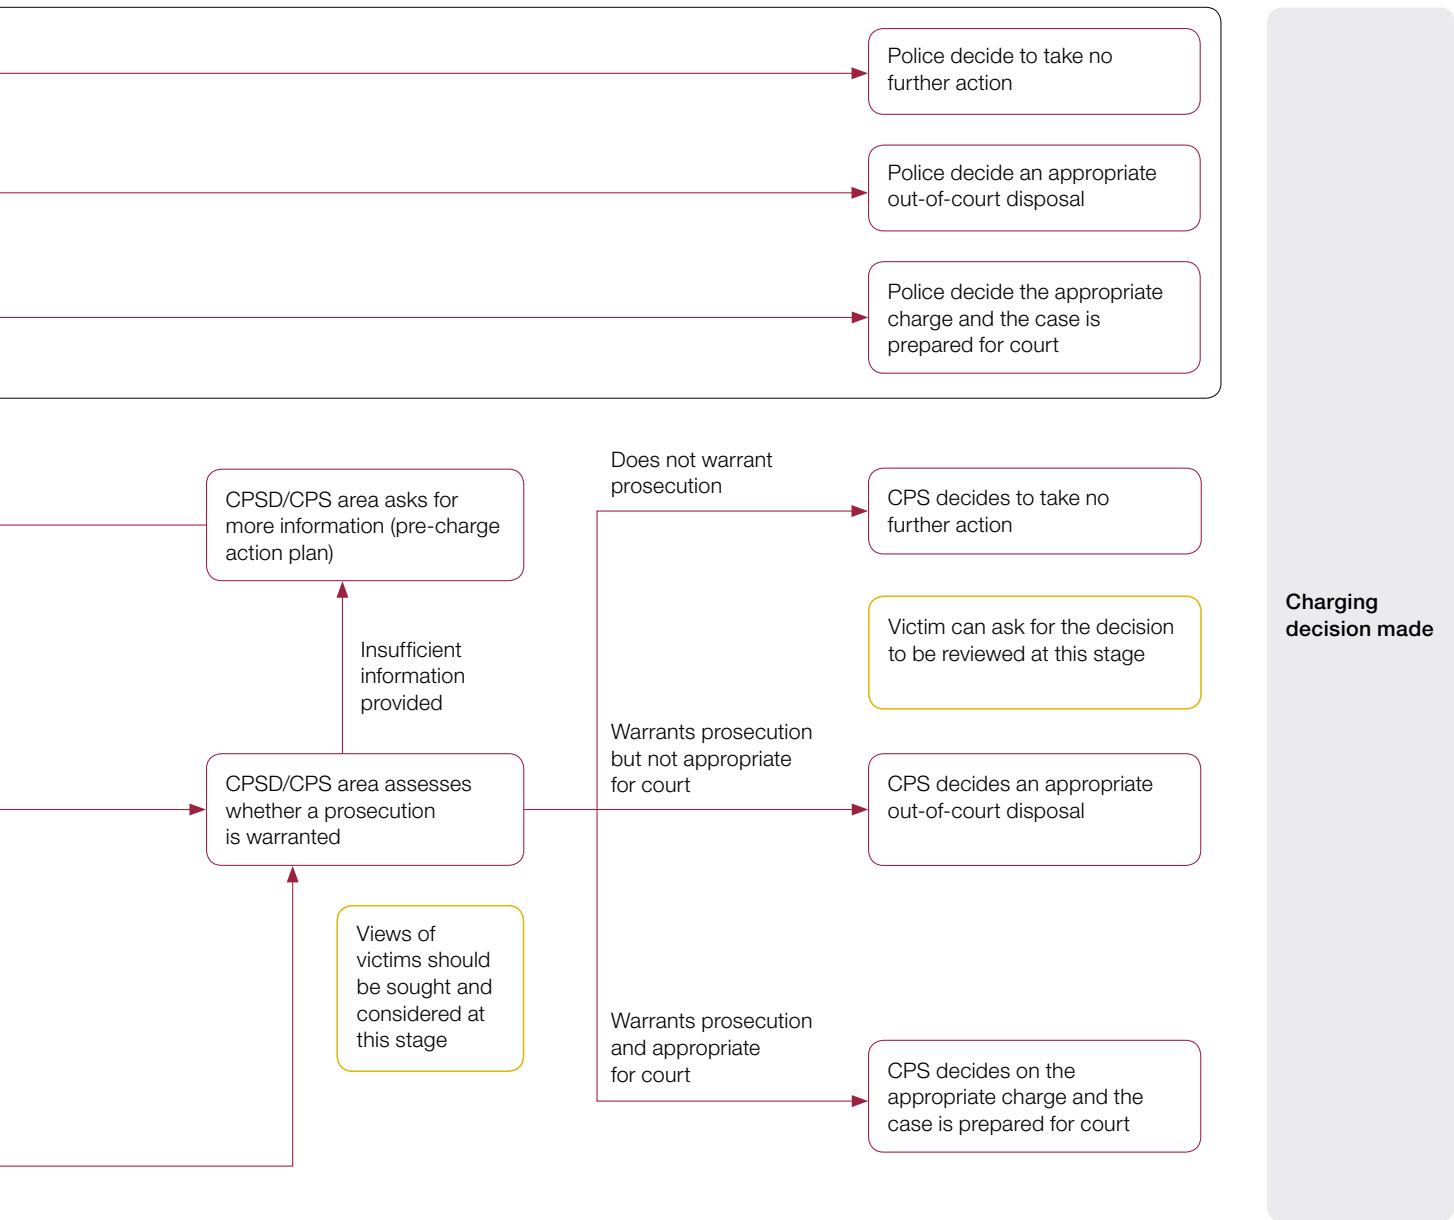 Police decide to take no
further action
Police decide an appropriate
out-of-court disposal
Police decide the appropriate
charge and the case is
prepared for court
CPSD/CPS area asks for
more information (pre-charge
action plan)
Insufficient
information
provided
CPSD/CPS area assesses
whether a prosecution
is warranted
Views of
victims should
be sought and
considered at
this stage
Does not warrant
prosecution
CPS decides to take no
further action
Victim can ask for the decision
to be reviewed at this stage
Warrants prosecution
but not appropriate
for court
CPS decides an appropriate
out-of-court disposal
Warrants prosecution
and appropriate
for court
CPS decides on the
appropriate charge and the
case is prepared for court
Charging
decision made